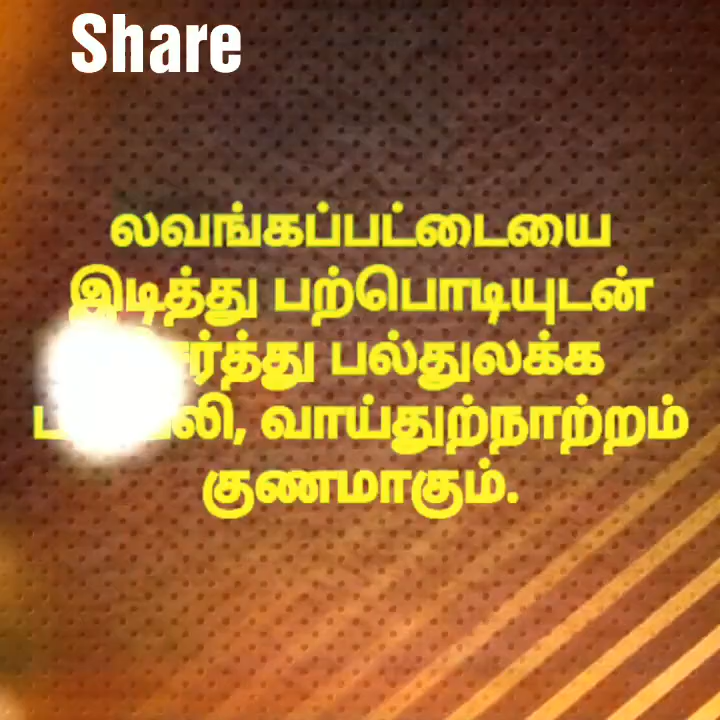 Share
லவங்கப்பட்டையை
இடித்து பற்பொடியுடன்
பல்துலக்க
வாய்துற்நாற்றம்
குணமாகும்.